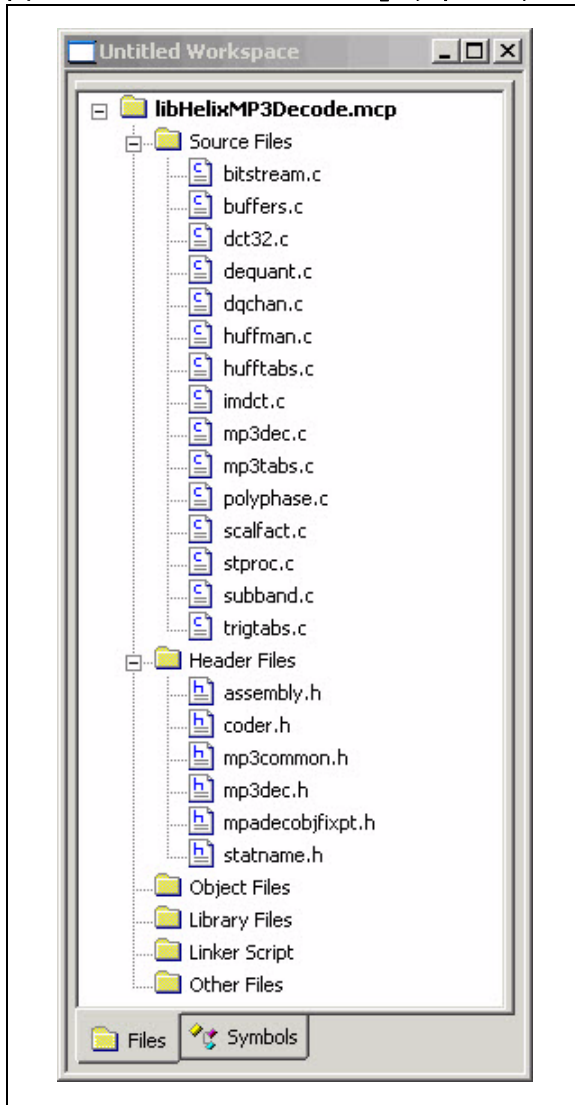 Untitled Workspace
libHelixMP3Decode.mcp
Source Files
bitstream.c
buffers.c
dct32.c
dequant.c
dqchan.c
huffman.c
hufftabs.c
imdct.c
mp3dec.c
mp3tabs.c
polyphase.c
scalfact.c
stproc.c
subband.c
trigtabs.c
Header Files
assembly.h
coder.h
mp3common.h
mp3dec.h
mpadecobjfixpt.h
statname.h
Object Files
Library Files
Linker Script
Other Files
Files Symbols